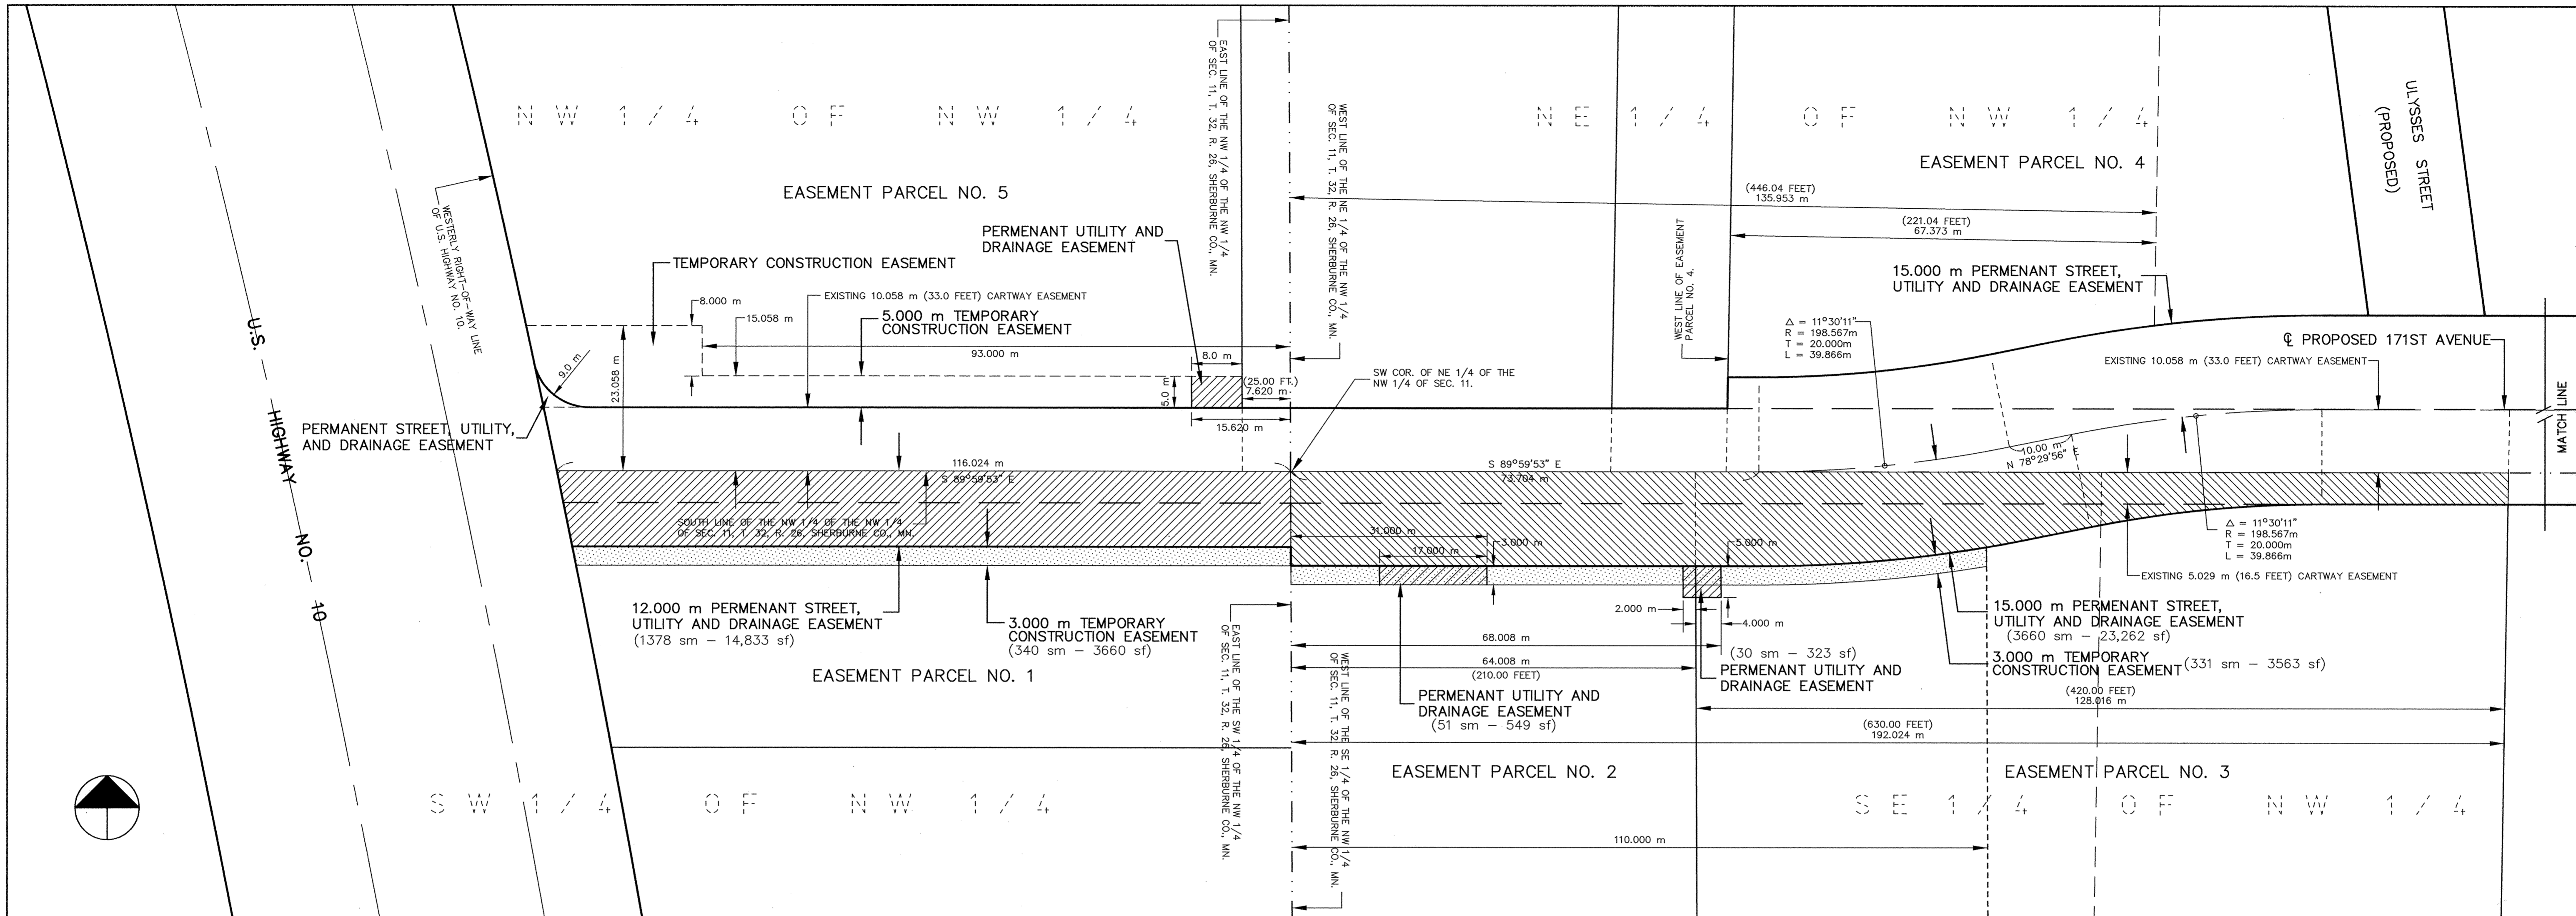 NW 1/4 OF NW 1/4
NE 1/4 OF NW 1/4
EAST LINE OF THE NW 1/4 OF THE NW 1/4
OF SEC. 11, T. 32, R. 26, SHERBURNE CO., MN.
WEST LINE OF THE NE 1/4 OF THE NW 1/4
OF SEC. 11, T. 32, R. 26, SHERBURNE CO., MN.
ULYSSES STREET
(PROPOSED)
EASEMENT PARCEL NO. 5
EASEMENT PARCEL NO. 4
(446.04 FEET)
135.953 m
(221.04 FEET)
67.373 m
WESTERLY RIGHT-OF-WAY LINE
OF U.S. HIGHWAY NO. 10.
PERMENANT UTILITY AND
DRAINAGE EASEMENT
TEMPORARY CONSTRUCTION EASEMENT
WEST LINE OF EASEMENT
PARCEL NO. 4.
15.000 m PERMENANT STREET,
UTILITY AND DRAINAGE EASEMENT
8.000 m
EXISTING 10.058 m (33.0 FEET) CARTWAY EASEMENT
15.058 m
5.000 m TEMPORARY
CONSTRUCTION EASEMENT
93.000 m
8.0 m
Δ = 11°30'11"
R = 198.567m
T = 20.000m
L = 39.866m
℄ PROPOSED 171ST AVENUE
EXISTING 10.058 m (33.0 FEET) CARTWAY EASEMENT
U.S. HIGHWAY NO. 10
9.0 m
23.058 m
5.0 m
(25.00 FT.)
7.620 m
SW COR. OF NE 1/4 OF THE
NW 1/4 OF SEC. 11.
15.620 m
PERMANENT STREET, UTILITY,
AND DRAINAGE EASEMENT
MATCH LINE
116.024 m
S 89°59'53" E
S 89°59'53" E
73.704 m
10.00 m
N 78°29'56" E
SOUTH LINE OF THE NW 1/4 OF THE NW 1/4
OF SEC. 11, T. 32, R. 26, SHERBURNE CO., MN.
31.000 m
17.000 m
3.000 m
5.000 m
Δ = 11°30'11"
R = 198.567m
T = 20.000m
L = 39.866m
EXISTING 5.029 m (16.5 FEET) CARTWAY EASEMENT
12.000 m PERMENANT STREET,
UTILITY AND DRAINAGE EASEMENT
(1378 sm - 14,833 sf)
3.000 m TEMPORARY
CONSTRUCTION EASEMENT
(340 sm - 3660 sf)
2.000 m
4.000 m
15.000 m PERMENANT STREET,
UTILITY AND DRAINAGE EASEMENT
(3660 sm - 23,262 sf)
68.008 m
64.008 m
(210.00 FEET)
(30 sm - 323 sf)
PERMENANT UTILITY AND
DRAINAGE EASEMENT
3.000 m TEMPORARY
CONSTRUCTION EASEMENT (331 sm - 3563 sf)
EASEMENT PARCEL NO. 1
PERMENANT UTILITY AND
DRAINAGE EASEMENT
(51 sm - 549 sf)
(420.00 FEET)
128.016 m
(630.00 FEET)
192.024 m
EAST LINE OF THE SW 1/4 OF THE NW 1/4
OF SEC. 11, T. 32, R. 26, SHERBURNE CO., MN.
WEST LINE OF THE SE 1/4 OF THE NW 1/4
OF SEC. 11, T. 32, R. 26, SHERBURNE CO., MN.
EASEMENT PARCEL NO. 2
EASEMENT PARCEL NO. 3
SW 1/4 OF NW 1/4
SE 1/4 OF NW 1/4
110.000 m